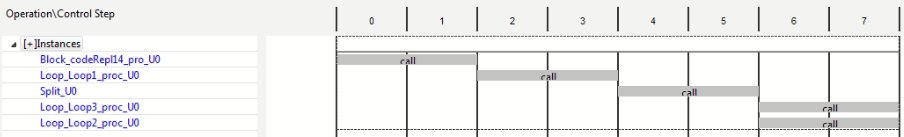 Operation\Control Step 0 1 2 3 4 5 6 7
[+]Instances
Block_codeRepl14_pro_U0 call
Loop_Loop1_proc_U0 call
Split_U0 call
Loop_Loop3_proc_U0 call
Loop_Loop2_proc_U0 call